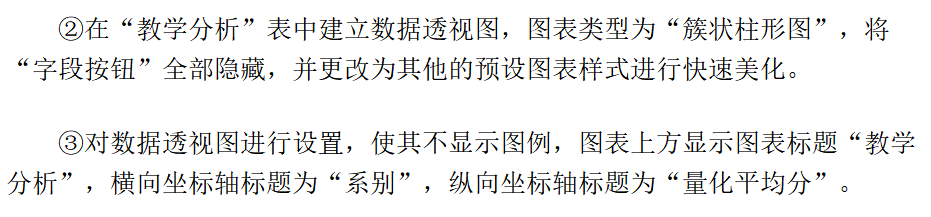 ②在“教学分析”表中建立数据透视图，图表类型为“簇状柱形图”，将
“字段按钮”全部隐藏，并更改为其他的预设图表样式进行快速美化。
③对数据透视图进行设置，使其不显示图例，图表上方显示图表标题“教学
分析”，横向坐标轴标题为“系别”，纵向坐标轴标题为“量化平均分”。